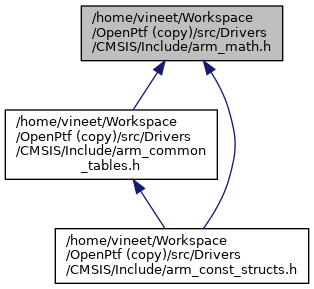 /home/vineet/Workspace
/OpenPtf (copy)/src/Drivers
/CMSIS/Include/arm_math.h
/home/vineet/Workspace
/OpenPtf (copy)/src/Drivers
/CMSIS/Include/arm_common
_tables.h
/home/vineet/Workspace
/OpenPtf (copy)/src/Drivers
/CMSIS/Include/arm_const_structs.h